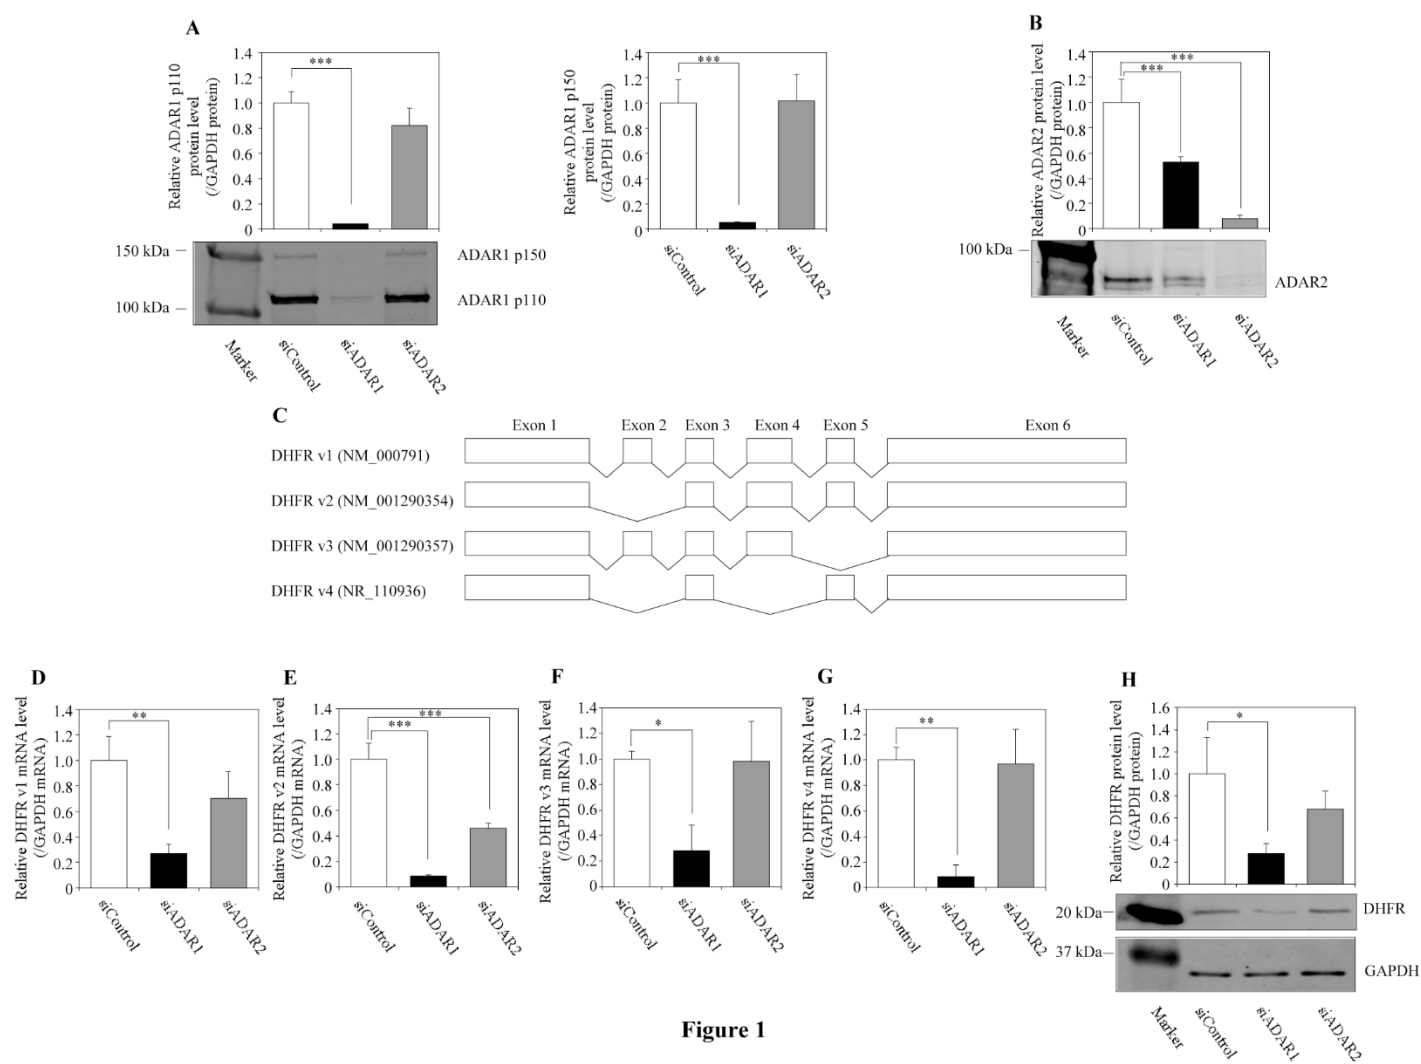 A
Relative ADAR1 p110
protein level
(/GAPDH protein)
1.4
1.2
1.0
0.8
0.6
0.4
0.2
0
***
150 kDa
100 kDa
ADAR1 p150
ADAR1 p110
Marker
siControl
siADAR1
siADAR2
Relative ADAR1 p150
protein level
(/GAPDH protein)
1.4
1.2
1.0
0.8
0.6
0.4
0.2
0
***
siControl
siADAR1
siADAR2
B
Relative ADAR2 protein level
(/GAPDH protein)
1.4
1.2
1.0
0.8
0.6
0.4
0.2
0
***
***
100 kDa
ADAR2
Marker
siControl
siADAR1
siADAR2
C
Exon 1 Exon 2 Exon 3 Exon 4 Exon 5 Exon 6
DHFR v1 (NM_000791)
DHFR v2 (NM_001290354)
DHFR v3 (NM_001290357)
DHFR v4 (NR_110936)
D
Relative DHFR v1 mRNA level
(/GAPDH mRNA)
1.4
1.2
1.0
0.8
0.6
0.4
0.2
0
**
siControl
siADAR1
siADAR2
E
Relative DHFR v2 mRNA level
(/GAPDH mRNA)
1.4
1.2
1.0
0.8
0.6
0.4
0.2
0
***
***
siControl
siADAR1
siADAR2
F
Relative DHFR v3 mRNA level
(/GAPDH mRNA)
1.4
1.2
1.0
0.8
0.6
0.4
0.2
0
*
siControl
siADAR1
siADAR2
G
Relative DHFR v4 mRNA level
(/GAPDH mRNA)
1.4
1.2
1.0
0.8
0.6
0.4
0.2
0
**
siControl
siADAR1
siADAR2
H
Relative DHFR protein level
(/GAPDH protein)
1.6
1.4
1.2
1.0
0.8
0.6
0.4
0.2
0
*
20 kDa
DHFR
37 kDa
GAPDH
Marker
siControl
siADAR1
siADAR2
Figure 1